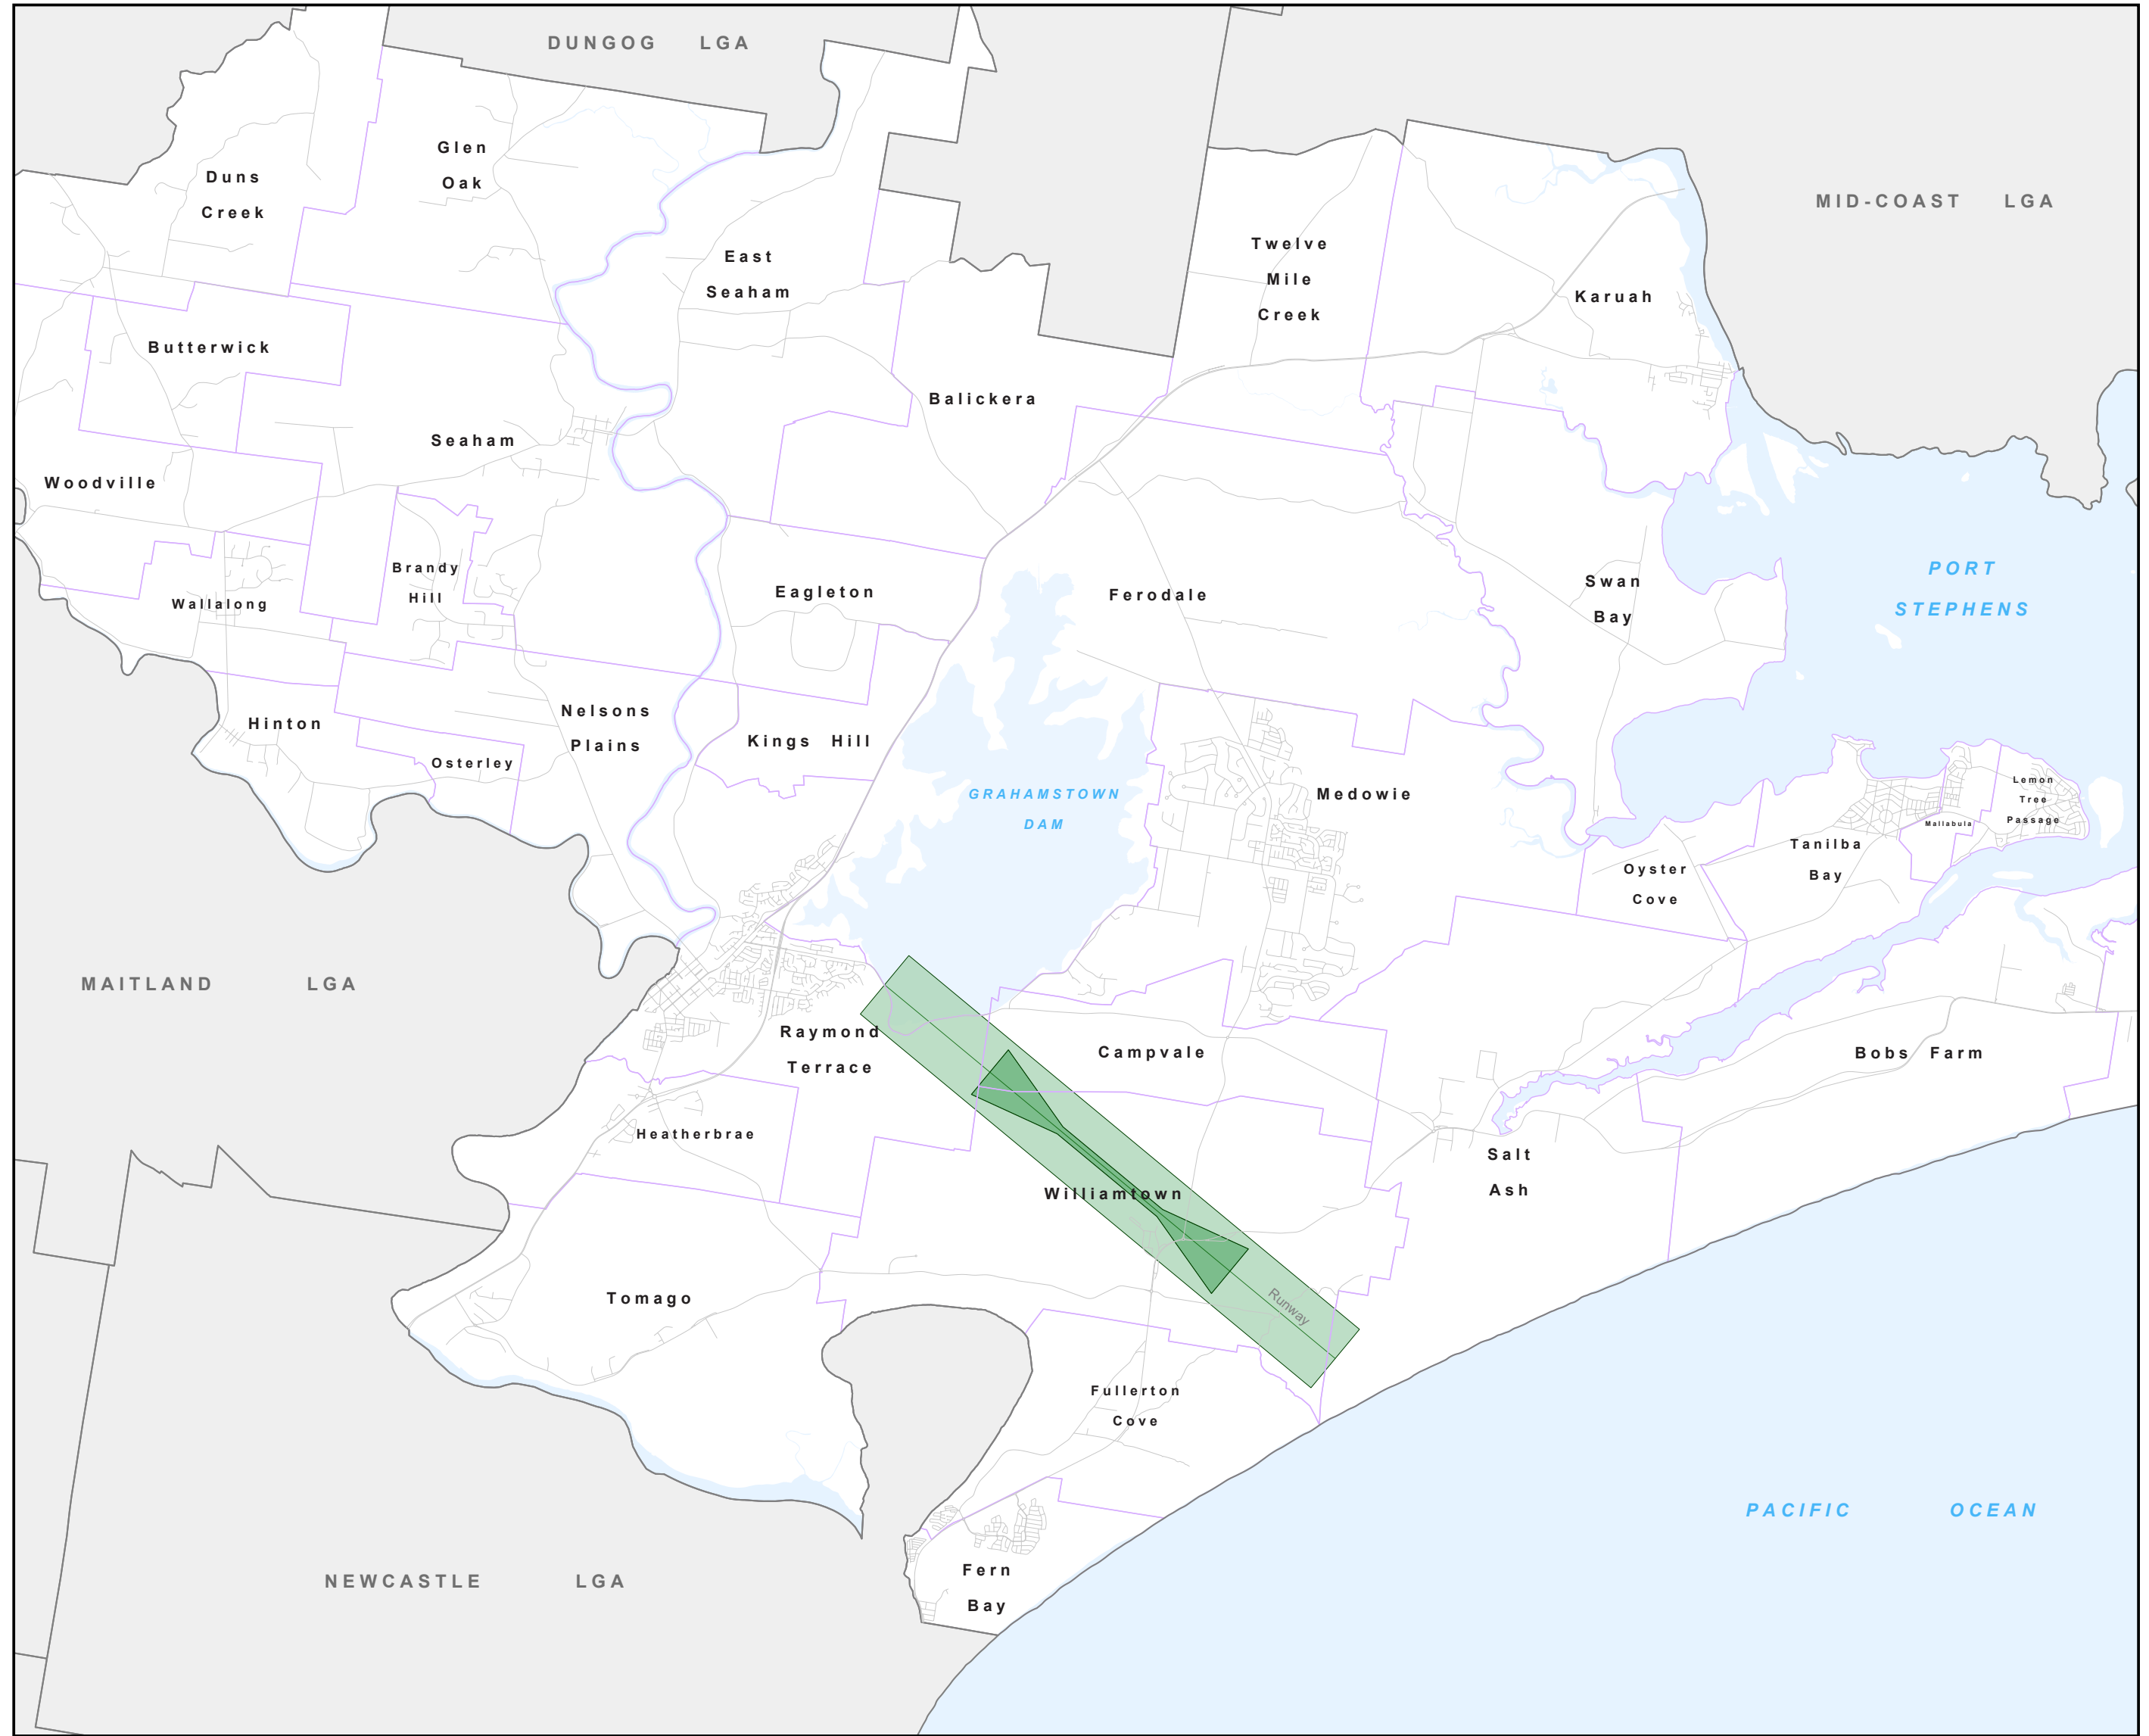 DUNGOG LGA
Glen
Oak
Duns
Creek
MID-COAST LGA
East
Seaham
Twelve
Mile
Creek
Karuah
Butterwick
Balickera
Seaham
Woodville
Brandy
Hill
Wallalong
Eagleton
Ferodale
Swan
Bay
PORT
STEPHENS
Hinton
Nelsons
Plains
Osterley
Kings Hill
GRAHAMSTOWN
DAM
Medowie
Lemon
Tree
Passage
Mallabula
Tanilba
Bay
Oyster
Cove
MAITLAND LGA
Raymond
Terrace
Campvale
Bobs Farm
Heatherbrae
Salt
Ash
Williamtown
Tomago
Runway
Fullerton
Cove
PACIFIC OCEAN
NEWCASTLE LGA
Fern
Bay